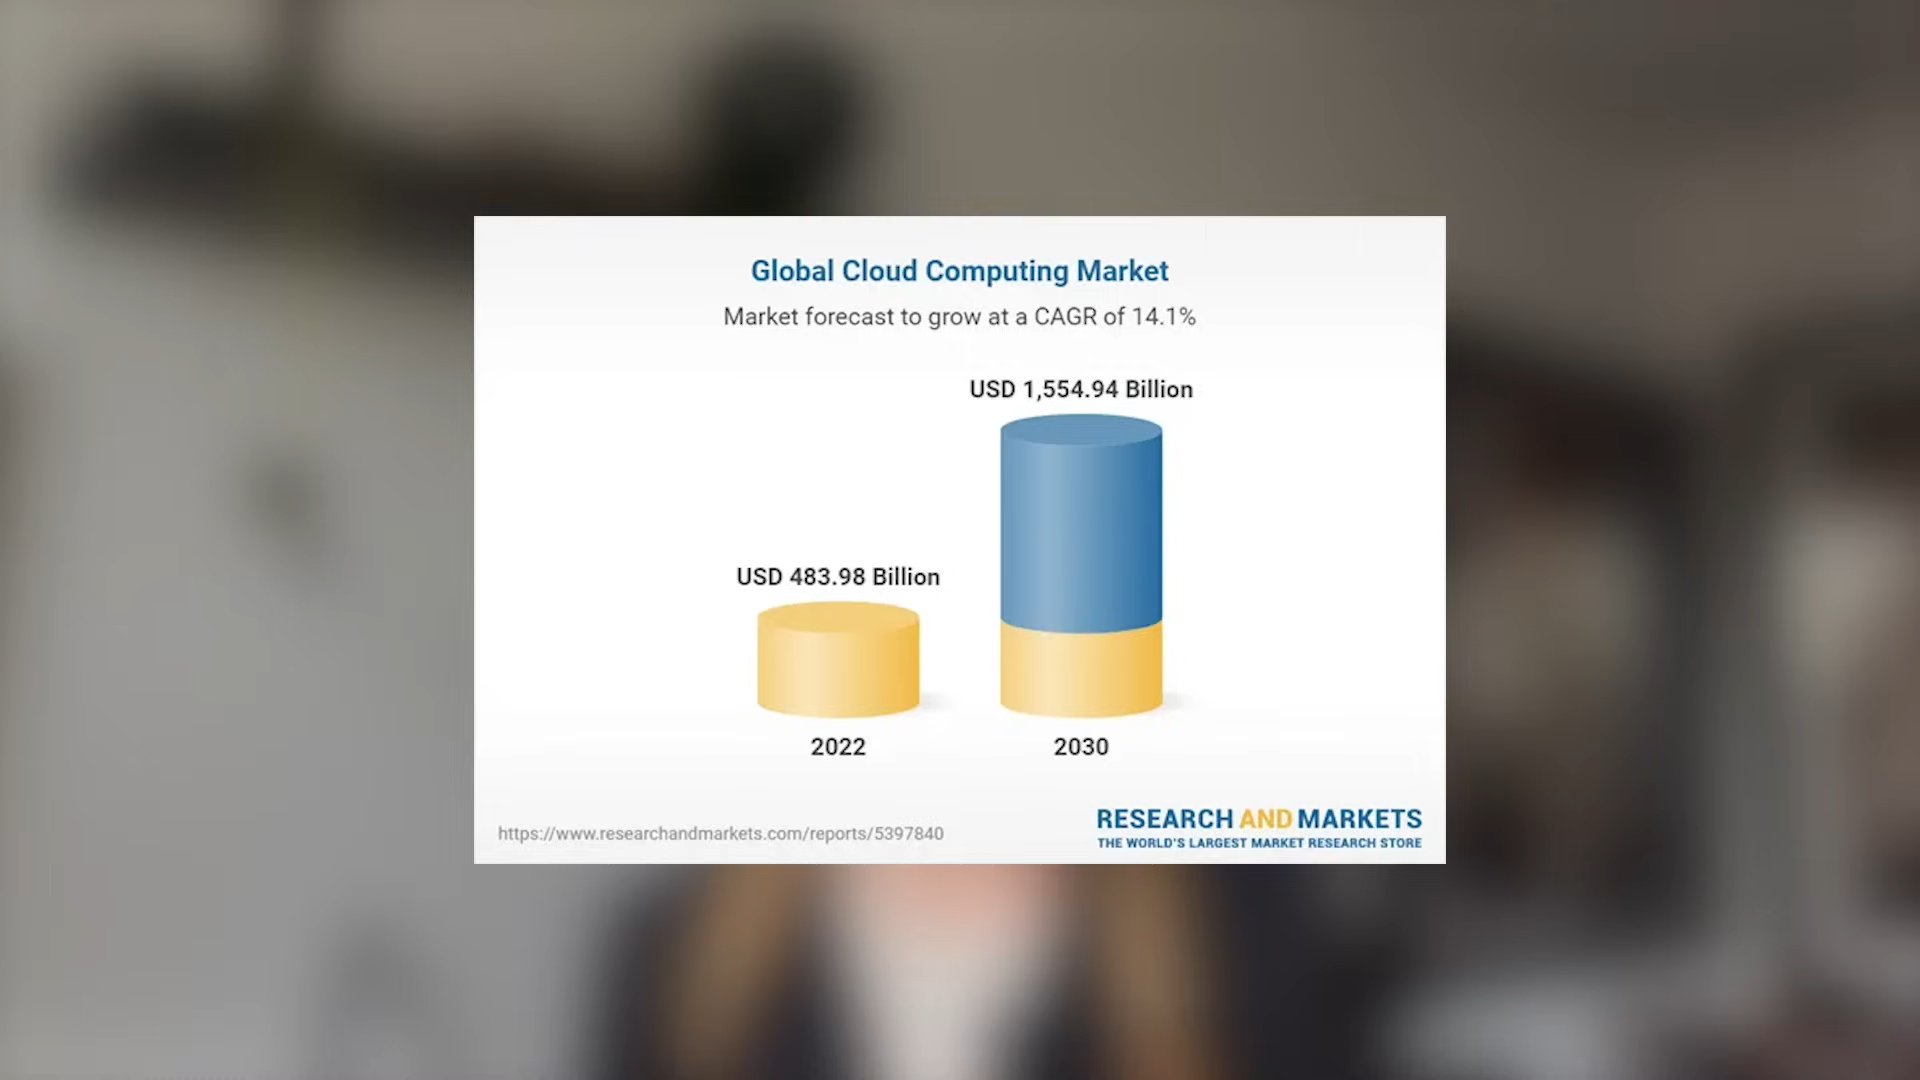 Global Cloud Computing Market
Market forecast to grow at a CAGR of 14.1%
USD 1,554.94 Billion
USD 483.98 Billion
2022
2030
https://www.researchandmarkets.com/reports/5397840
RESEARCH AND MARKETS
THE WORLD'S LARGEST MARKET RESEARCH STORE